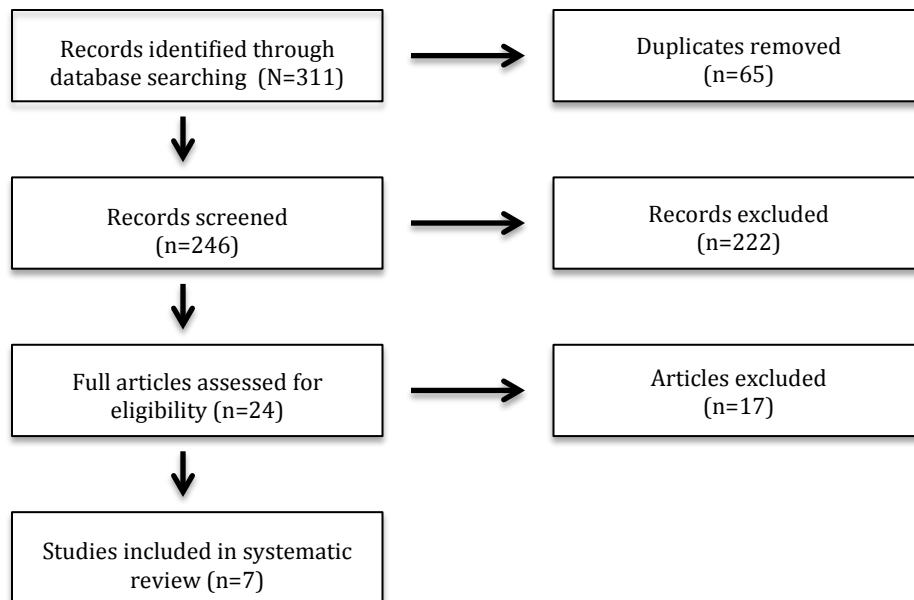 Records identified through
database searching (N=311)
Duplicates removed
(n=65)
Records screened
(n=246)
Records excluded
(n=222)
Full articles assessed for
eligibility (n=24)
Articles excluded
(n=17)
Studies included in systematic
review (n=7)